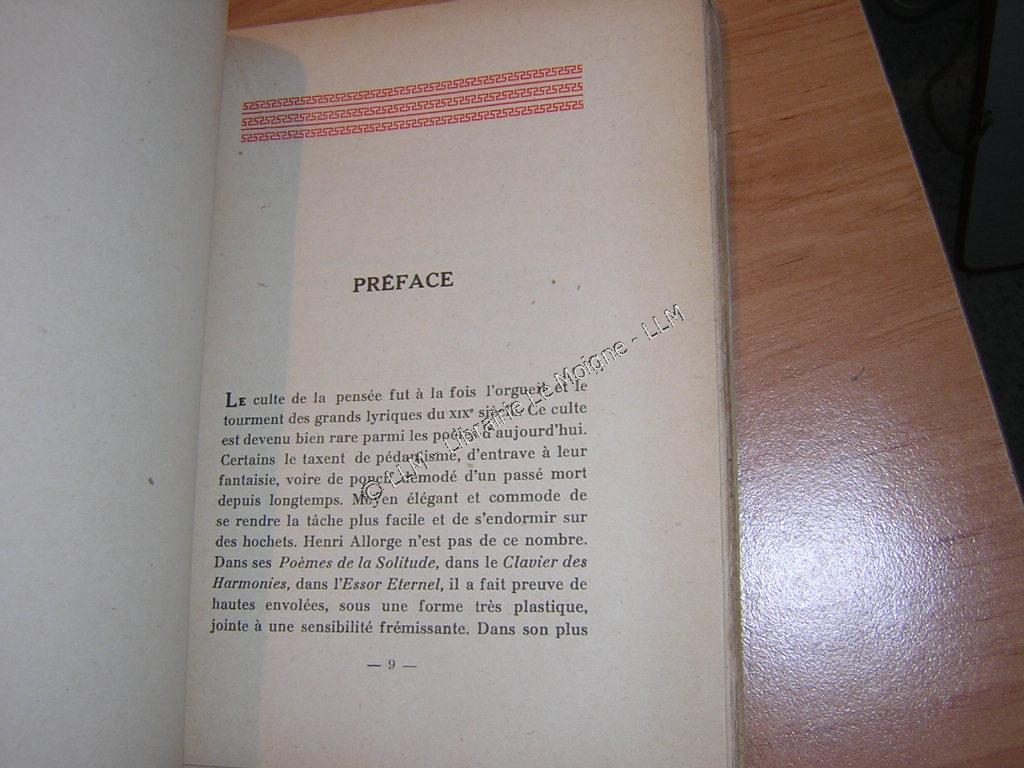 PRÉFACE
LE culte de la pensée fut à la fois l'orgueil et le
tourment des grands lyriques du XIXe siècle. Ce culte
est devenu bien rare parmi les poètes d'aujourd'hui.
Certains le taxent de pédantisme, d'entrave à leur
fantaisie, voire de poncif démodé d'un passé mort
depuis longtemps. Moyen élégant et commode de
se rendre la tâche plus facile et de s'endormir sur
des hochets. Henri Allorge n'est pas de ce nombre.
Dans ses Poèmes de la Solitude, dans le Clavier des
Harmonies, dans l'Essor Eternel, il a fait preuve de
hautes envolées, sous une forme très plastique,
jointe à une sensibilité frémissante. Dans son plus
— 9 —
© LLM - Librairie Le Moigne - LLM